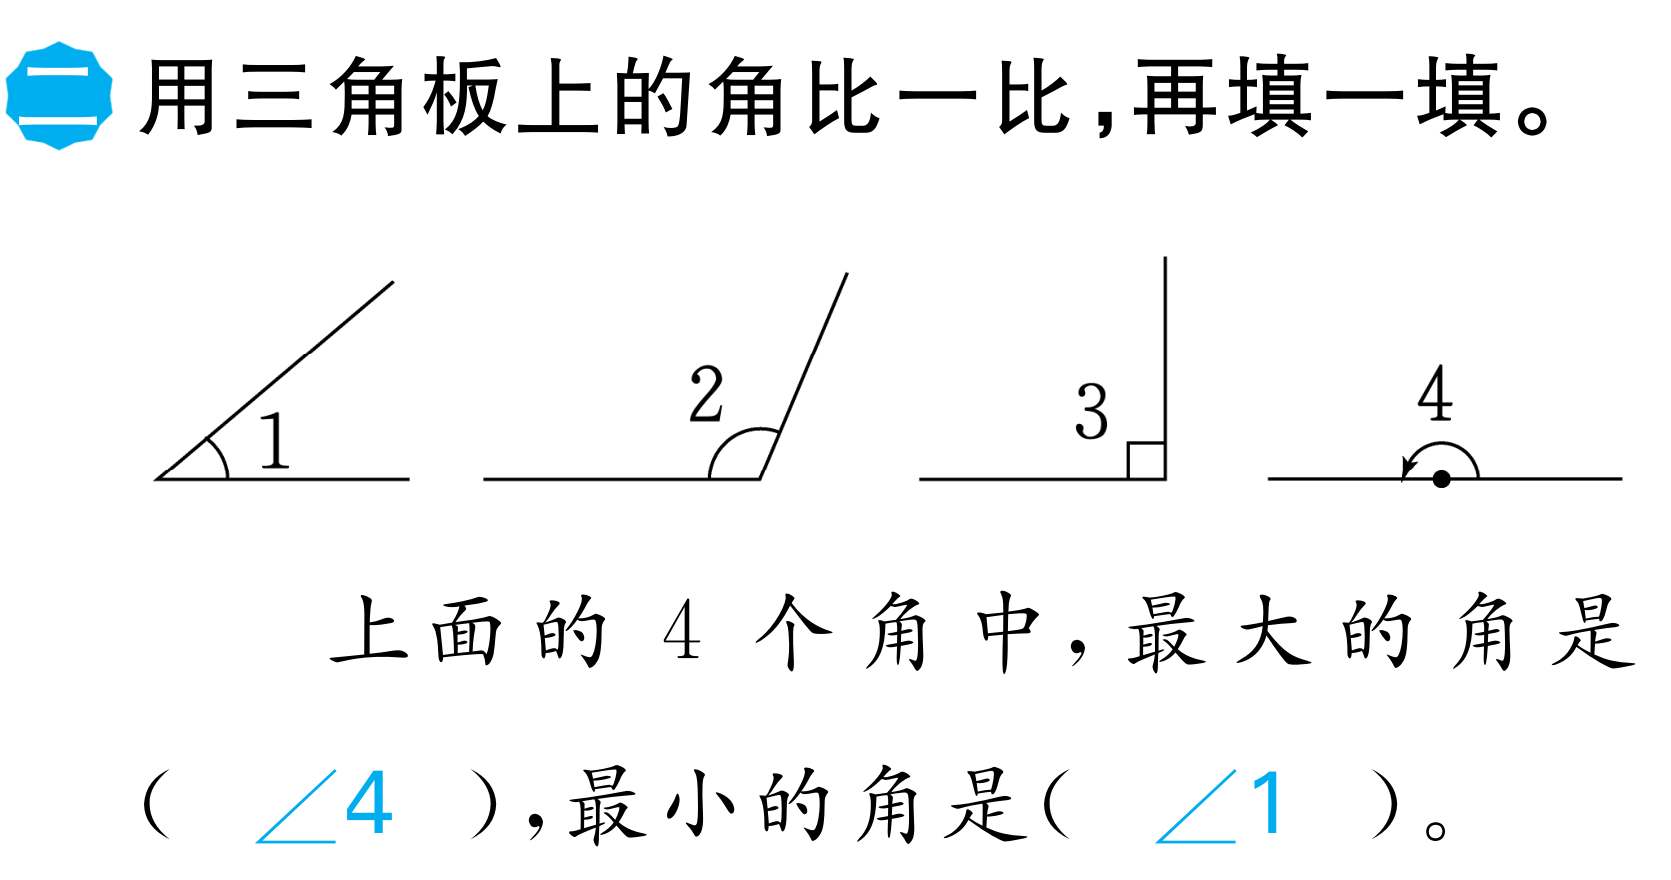 二 用三角板上的角比一比,再填一填。
1 2 3 4
上面的 4 个角中,最大的角是
( ∠4 ),最小的角是( ∠1 )。